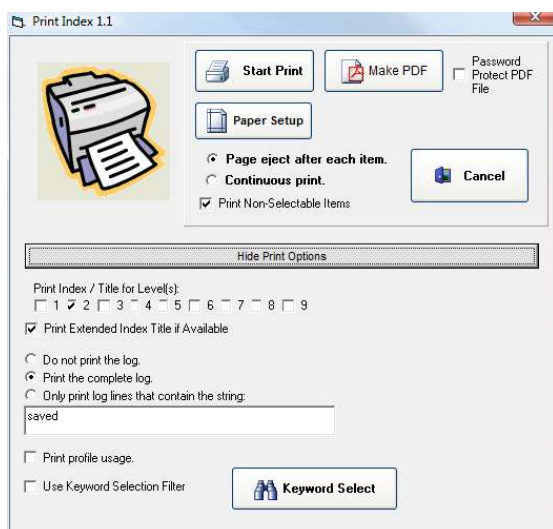 Print Index 1.1
Start Print
Make PDF
Password
Protect PDF
File
Paper Setup
Page eject after each item.
Continuous print.
Cancel
Print Non-Selectable Items
Hide Print Options
Print Index / Title for Level(s):
1 2 3 4 5 6 7 8 9
Print Extended Index Title if Available
Do not print the log.
Print the complete log.
Only print log lines that contain the string:
saved
Print profile usage.
Use Keyword Selection Filter
Keyword Select